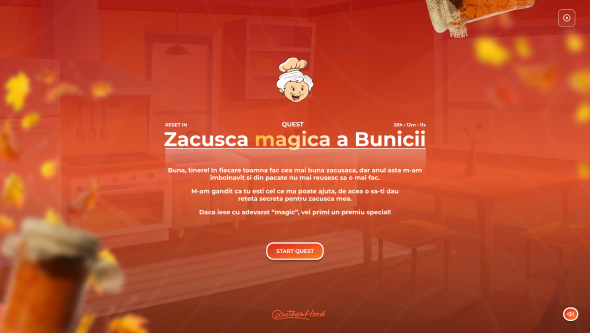 RESET IN
QUEST
28h : 12m : 11s
Zacusca magica a Bunicii
Buna, tinere! In fiecare toamna fac cea mai buna zacusaca, dar anul asta m-am
imbolnavit si din pacate nu mai reusesc sa o mai fac.
M-am gandit ca tu esti cel ce ma poate ajuta, de acea o sa-ti dau
reteta secreta pentru zacusca mea.
Daca iese cu adevarat "magic", vei primi un premiu special!
START QUEST
BrotherHood